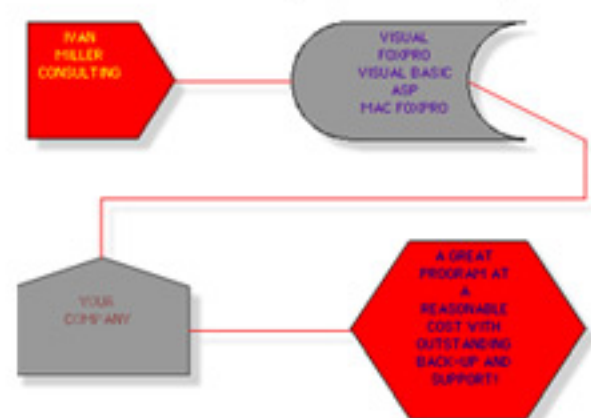 IVAN
MILLER
CONSULTING
VISUAL
FOXPRO
VISUAL BASIC
ASP
MAC FOXPRO
YOUR
COMPANY
A GREAT
PROGRAM AT
A
REASONABLE
COST WITH
OUTSTANDING
BACK-UP AND
SUPPORT!